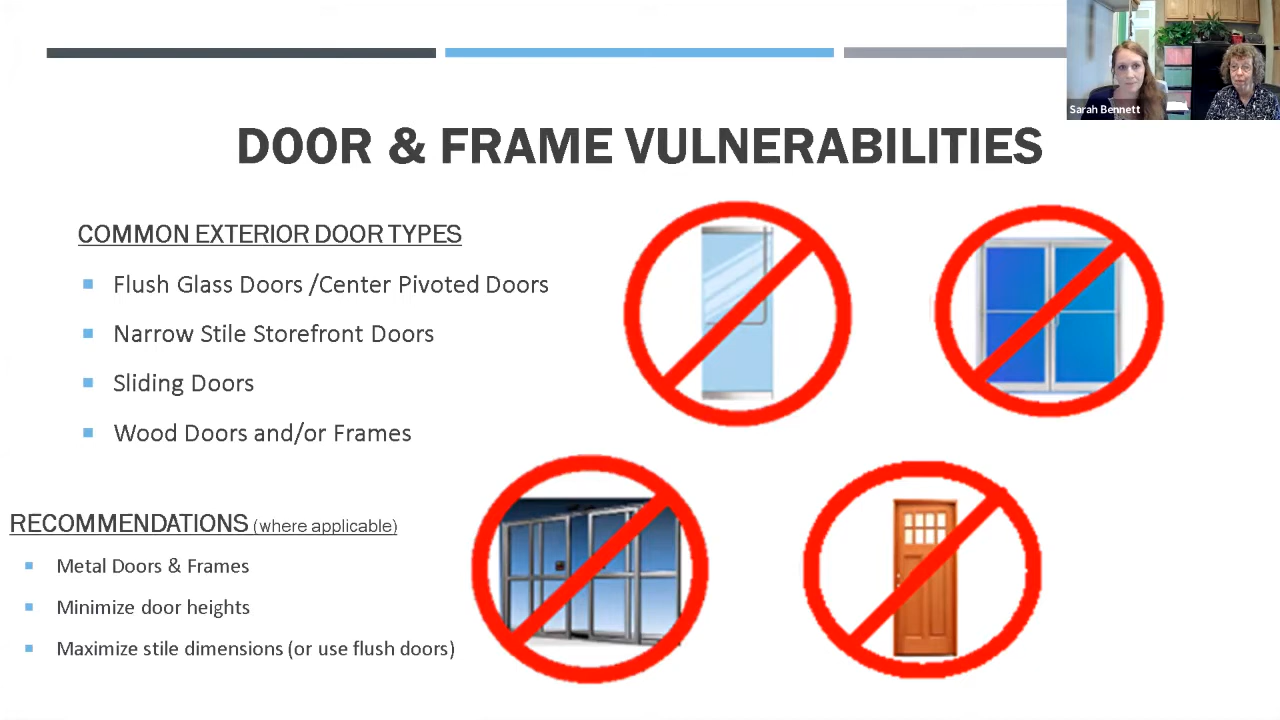 Sarah Bennett
DOOR & FRAME VULNERABILITIES
COMMON EXTERIOR DOOR TYPES
Flush Glass Doors /Center Pivoted Doors
Narrow Stile Storefront Doors
Sliding Doors
Wood Doors and/or Frames
RECOMMENDATIONS (where applicable)
Metal Doors & Frames
Minimize door heights
Maximize stile dimensions (or use flush doors)